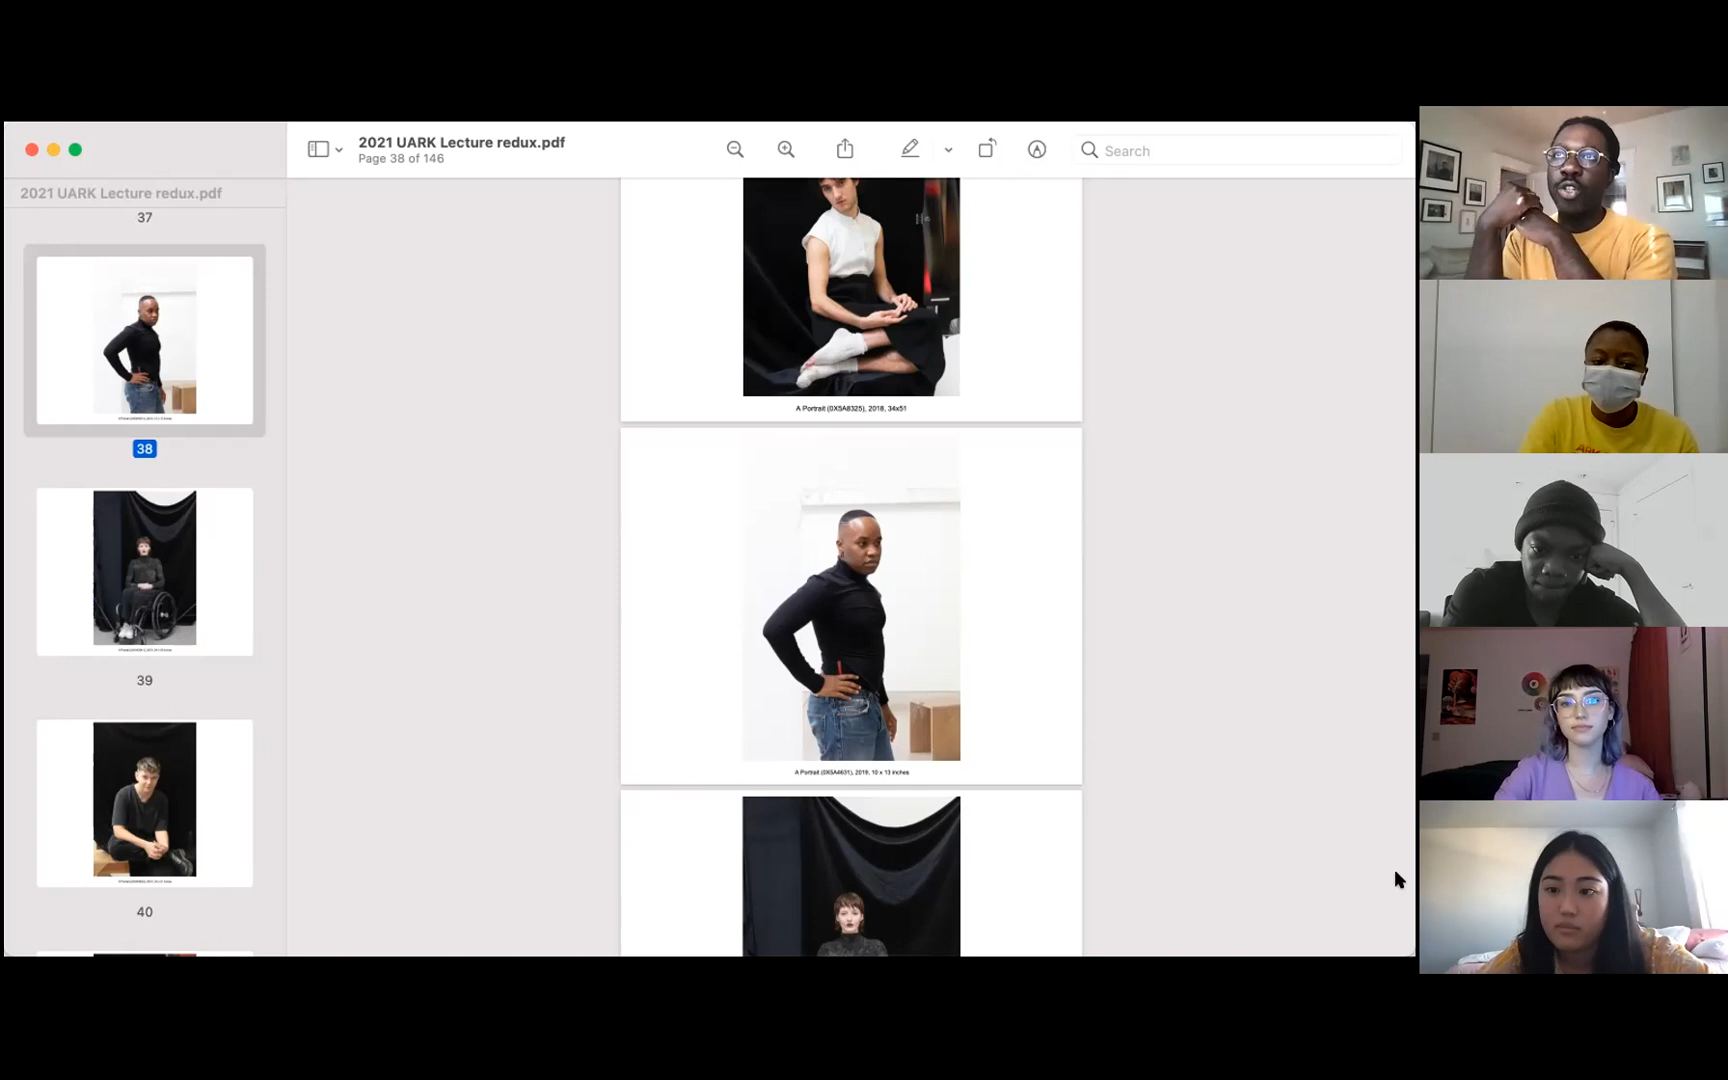 2021 UARK Lecture redux.pdf
Page 38 of 146
Search
2021 UARK Lecture redux.pdf
37
38
39
40
A Portrait (0X5A8325), 2018, 34x51
A Portrait (0X5A4631), 2019, 10 x 13 inches